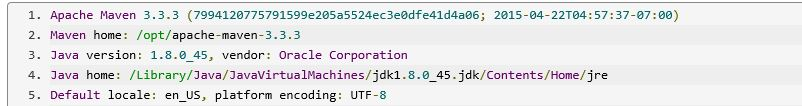 1. Apache Maven 3.3.3 (7994120775791599e205a5524ec3e0dfe41d4a06; 2015-04-22T04:57:37-07:00)
2. Maven home: /opt/apache-maven-3.3.3
3. Java version: 1.8.0_45, vendor: Oracle Corporation
4. Java home: /Library/Java/JavaVirtualMachines/jdk1.8.0_45.jdk/Contents/Home/jre
5. Default locale: en_US, platform encoding: UTF-8